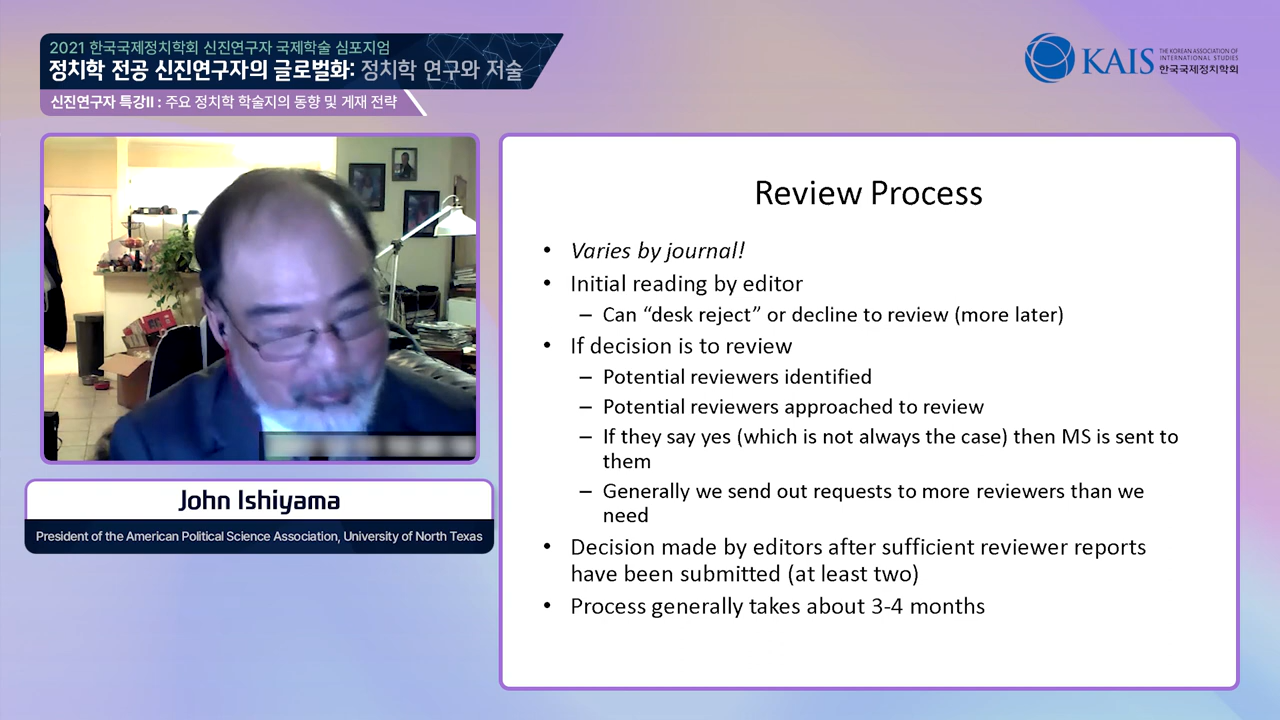 2021 한국국제정치학회 신진연구자 국제학술 심포지엄
정치학 전공 신진연구자의 글로벌화: 정치학 연구와 저술
신진연구자 특강II : 주요 정치학 학술지의 동향 및 게재 전략
KAIS
THE KOREAN ASSOCIATION OF
INTERNATIONAL STUDIES
한국국제정치학회
John Ishiyama
President of the American Political Science Association, University of North Texas
Review Process
• Varies by journal!
• Initial reading by editor
– Can “desk reject” or decline to review (more later)
• If decision is to review
– Potential reviewers identified
– Potential reviewers approached to review
– If they say yes (which is not always the case) then MS is sent to
them
– Generally we send out requests to more reviewers than we
need
• Decision made by editors after sufficient reviewer reports
have been submitted (at least two)
• Process generally takes about 3-4 months